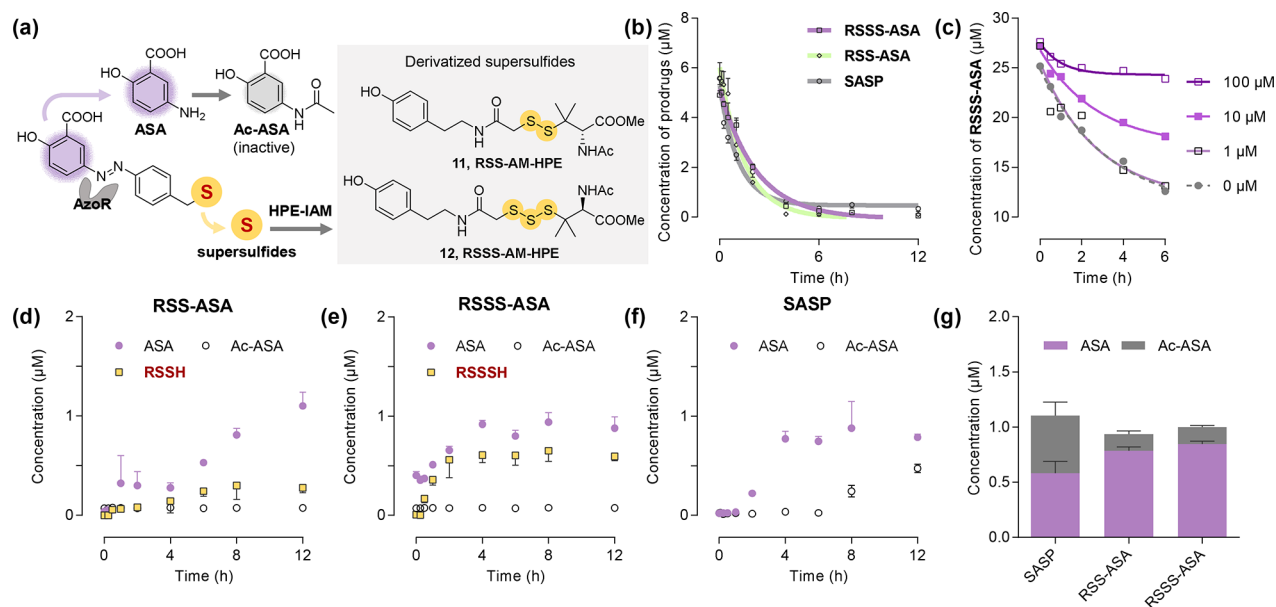 (a)
COOH
HO
NH₂
ASA
COOH
HO
N
H
O
Ac-ASA
(inactive)
COOH
HO
N
N
AzoR
S
S
supersulfides
HPE-IAM
Derivatized supersulfides
HO
N
H
O
S
S
OMe
O
NHAc
11, RSS-AM-HPE
HO
N
H
O
S
S
S
NHAc
OMe
O
12, RSSS-AM-HPE
(b)
Concentration of prodrugs (µM)
8
6
4
2
0
RSSS-ASA
RSS-ASA
SASP
0
6
12
Time (h)
(c)
Concentration of RSSS-ASA (µM)
30
25
20
15
10
100 µM
10 µM
1 µM
0 µM
0
2
4
6
Time (h)
(d)
RSS-ASA
Concentration (µM)
2
1
0
ASA
Ac-ASA
RSSH
0
4
8
12
Time (h)
(e)
RSSS-ASA
Concentration (µM)
2
1
0
ASA
Ac-ASA
RSSSH
0
4
8
12
Time (h)
(f)
SASP
Concentration (µM)
2
1
0
ASA
Ac-ASA
0
4
8
12
Time (h)
(g)
Concentration (µM)
2.0
1.5
1.0
0.5
0.0
ASA
Ac-ASA
SASP
RSS-ASA
RSSS-ASA